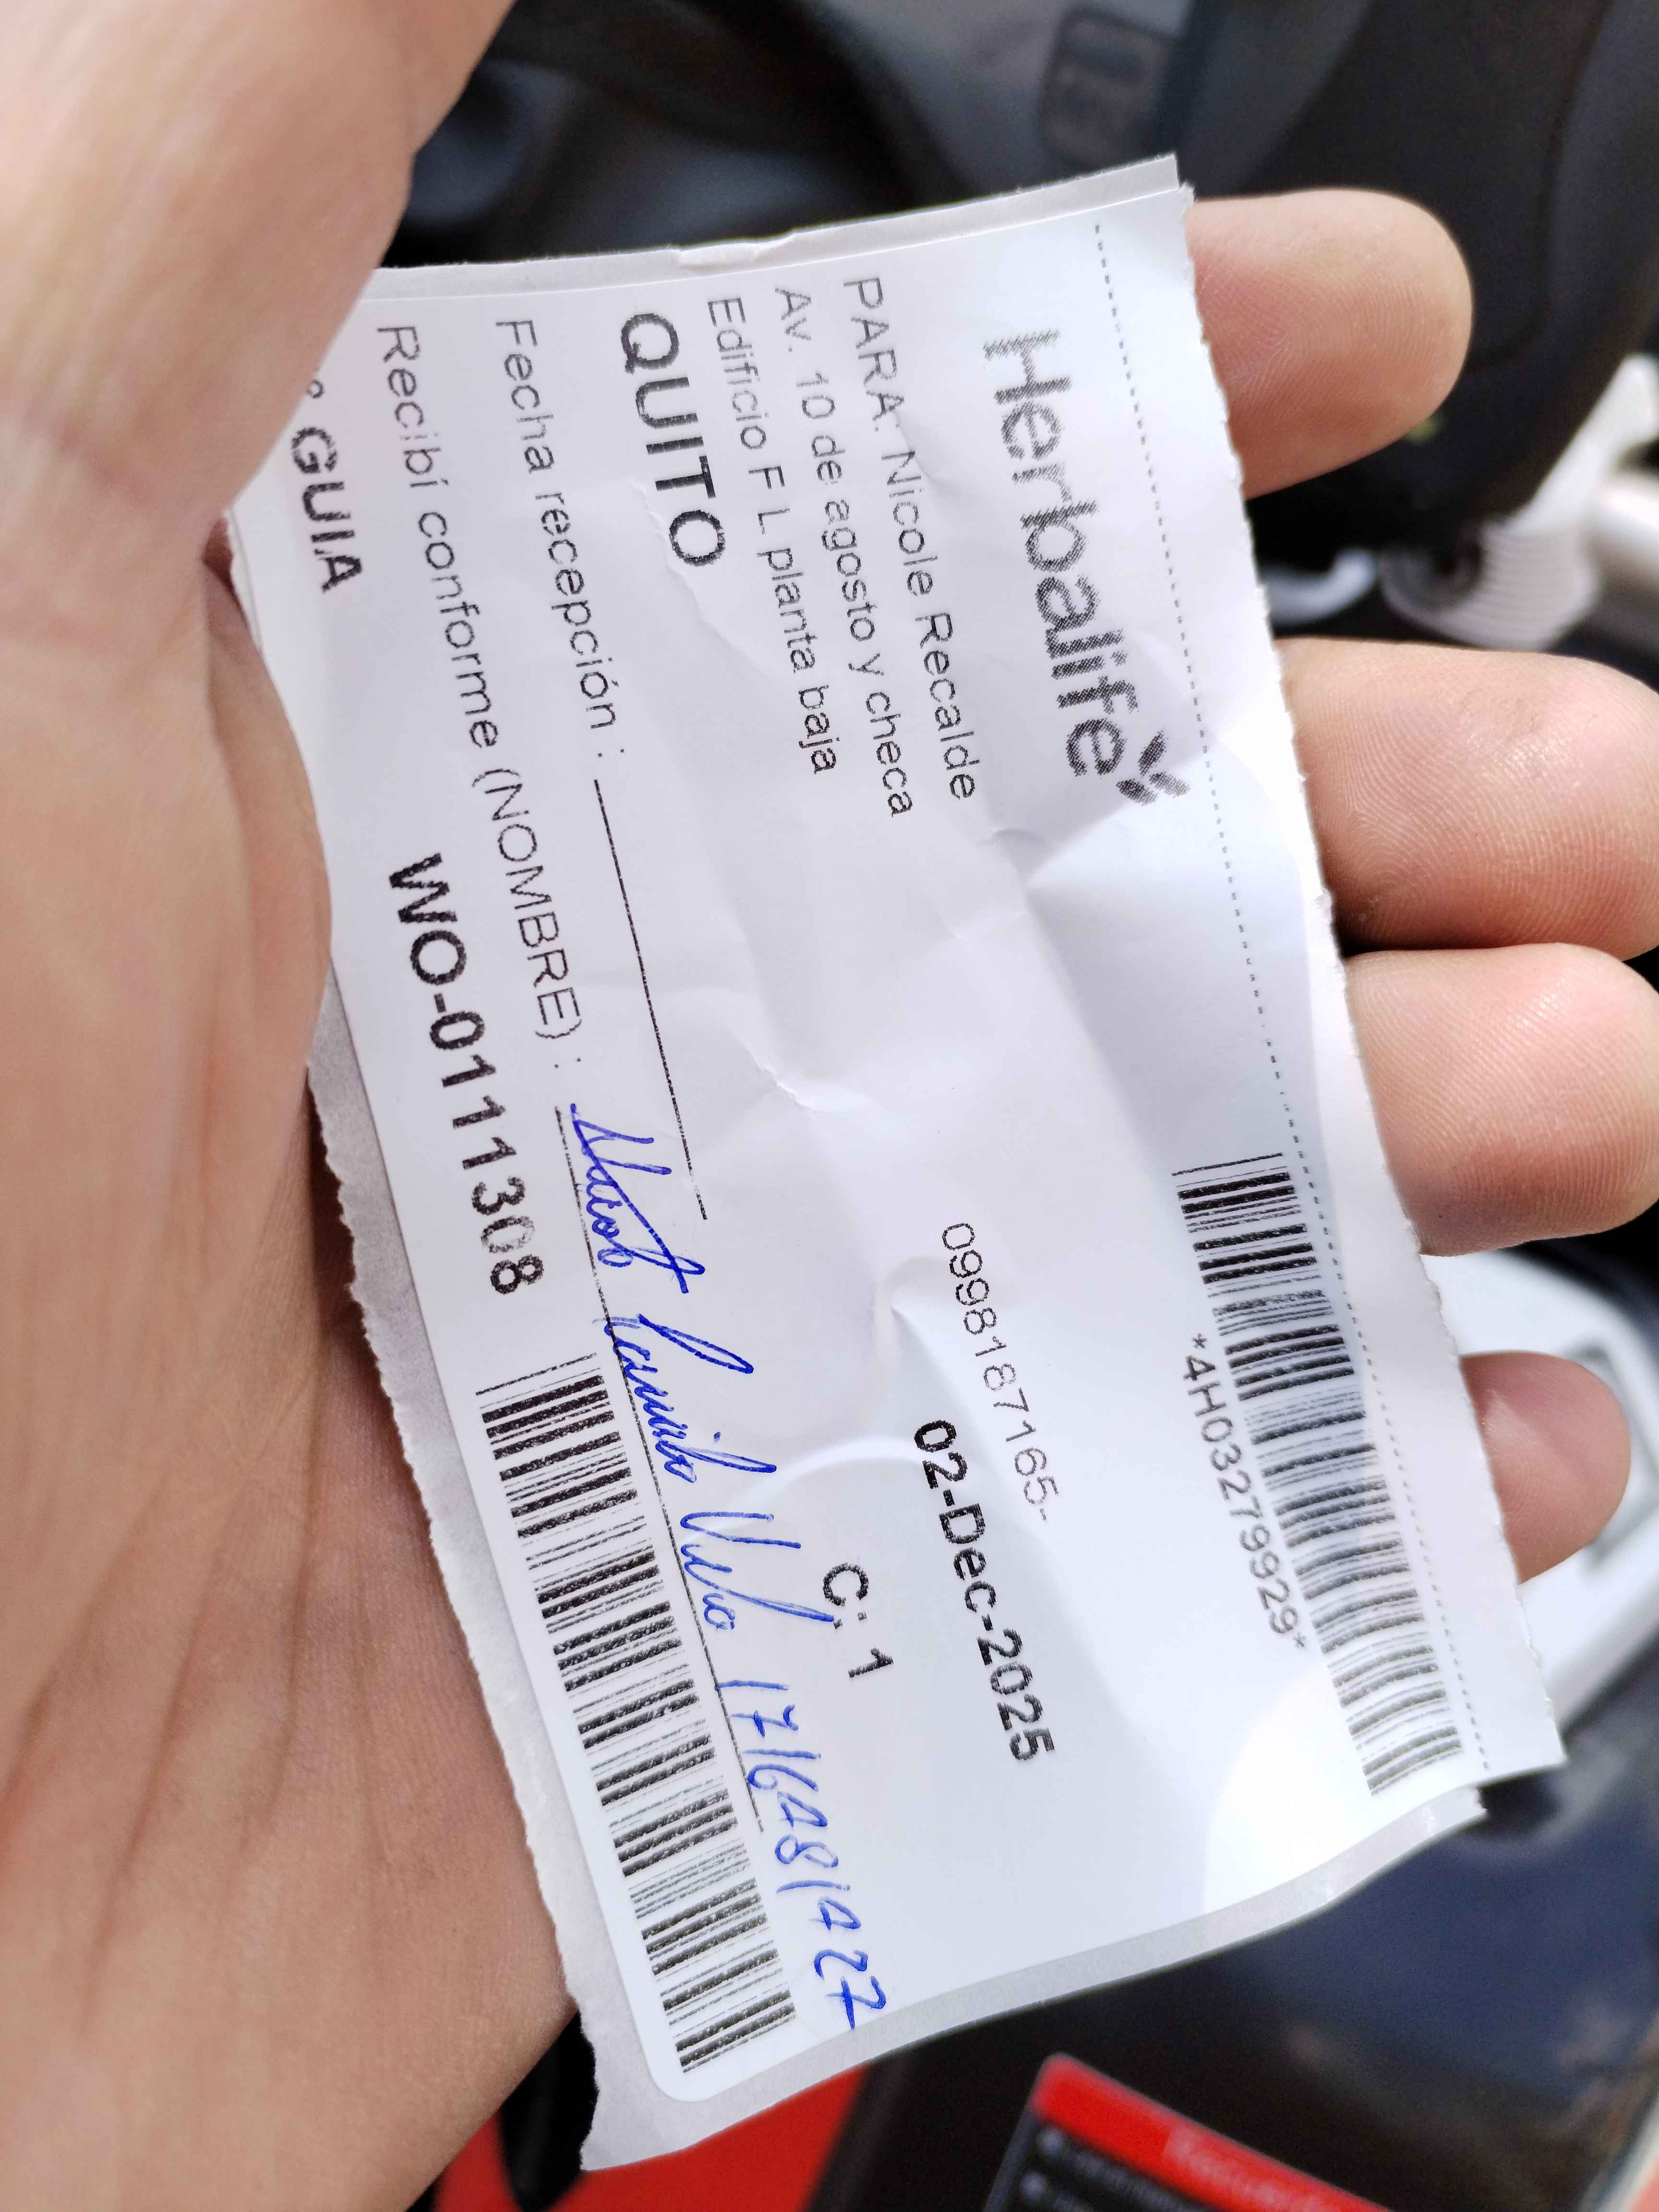 Herbalife
*4H03279929*
PARA: Nicole Recalde
0998187165-
Av. 10 de agosto y checa
Edificio F L planta baja
02-Dec-2025
QUITO
C: 1
Fecha recepción :
Recibí conforme (NOMBRE) :
° GUIA
WO-0111308